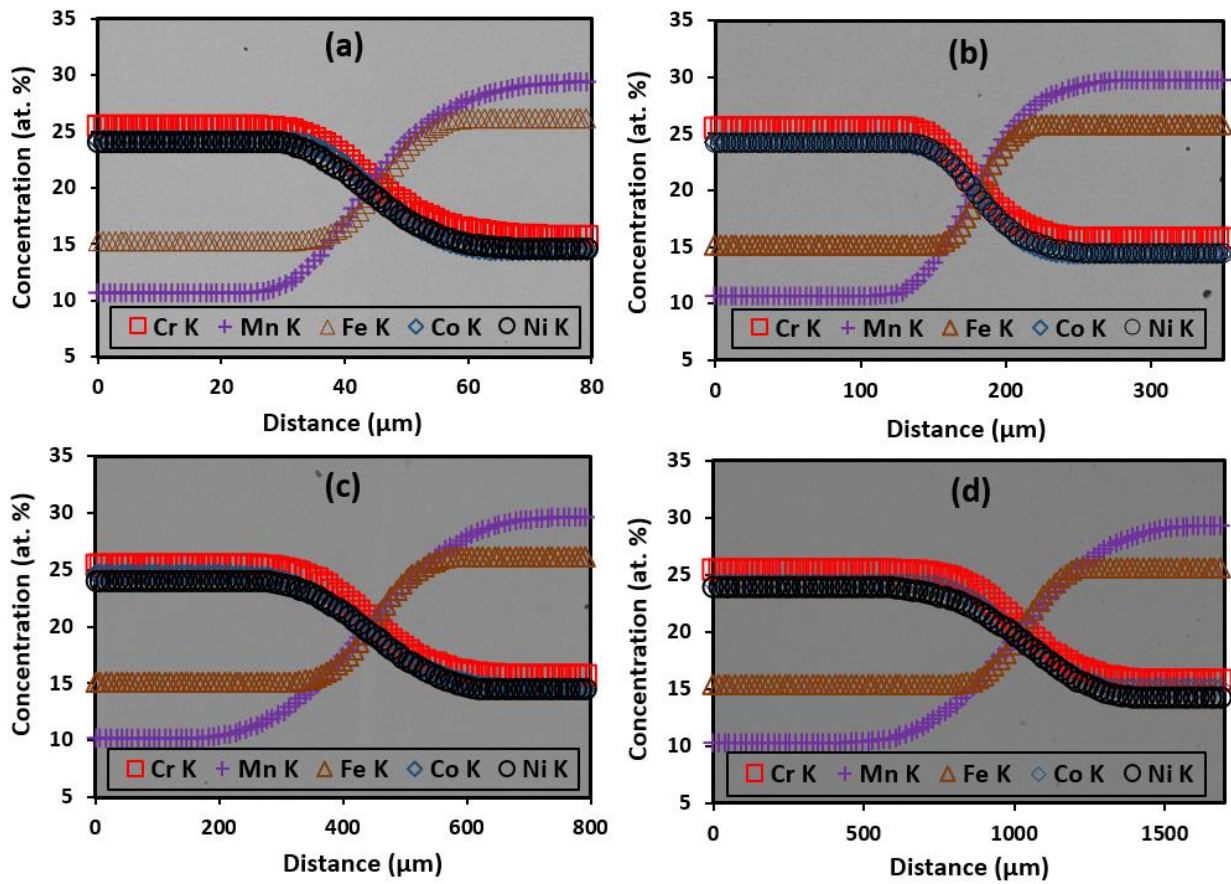 (a)
Concentration (at. %)
35
30
25
20
15
10
5
Cr K Mn K Fe K Co K Ni K
0 20 40 60 80
Distance (μm)
(b)
Concentration (at. %)
35
30
25
20
15
10
5
Cr K Mn K Fe K Co K Ni K
0 100 200 300
Distance (μm)
(c)
Concentration (at. %)
35
30
25
20
15
10
5
Cr K Mn K Fe K Co K Ni K
0 200 400 600 800
Distance (μm)
(d)
Concentration (at. %)
35
30
25
20
15
10
5
Cr K Mn K Fe K Co K Ni K
0 500 1000 1500
Distance (μm)